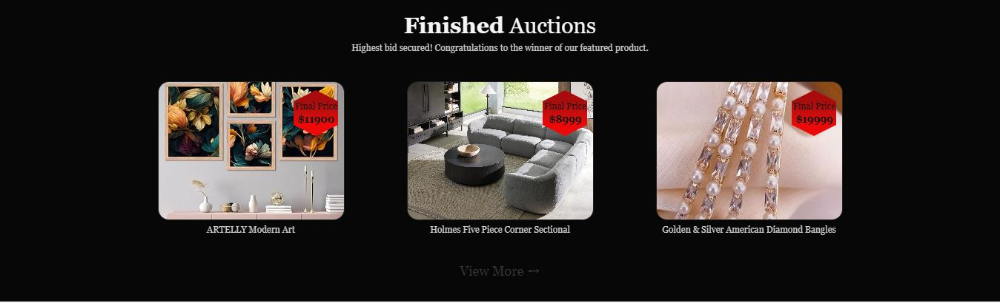 Finished Auctions
Highest bid secured! Congratulations to the winner of our featured product.
Final Price
$11900
Final Price
$8999
Final Price
$19999
ARTELLY Modern Art
Holmes Five Piece Corner Sectional
Golden & Silver American Diamond Bangles
View More →